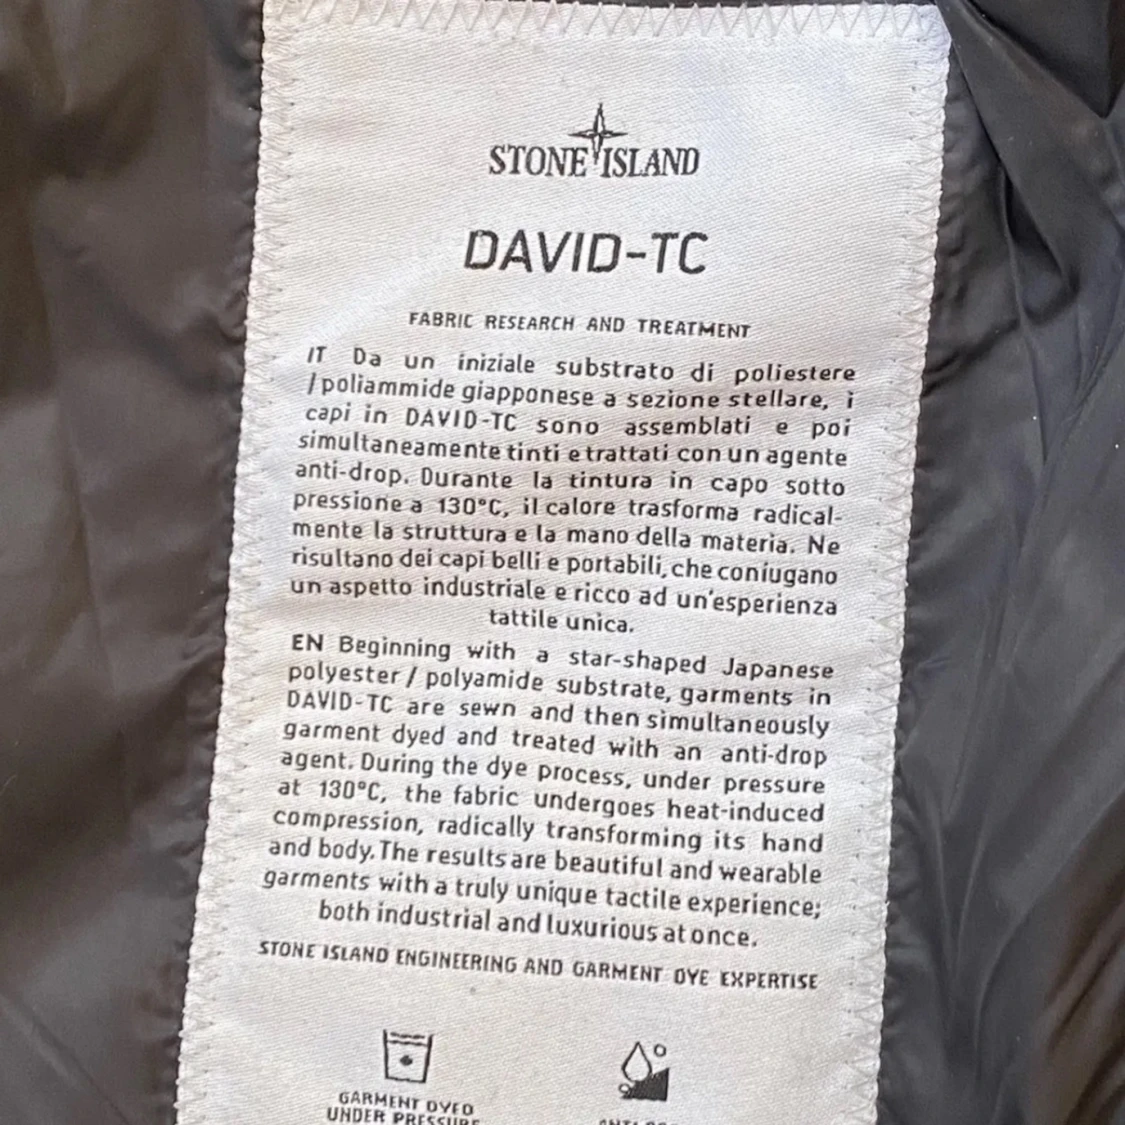 STONE ISLAND
DAVID-TC
FABRIC RESEARCH AND TREATMENT
IT Da un iniziale substrato di poliestere
/ poliammide giapponese a sezione stellare, i
capi in DAVID-TC sono assemblati e poi
simultaneamente tinti e trattati con un agente
anti-drop. Durante la tintura in capo sotto
pressione a 130°C, il calore trasforma radical-
mente la struttura e la mano della materia. Ne
risultano dei capi belli e portabili, che coniugano
un aspetto industriale e ricco ad un'esperienza
tattile unica.
EN Beginning with a star-shaped Japanese
polyester / polyamide substrate, garments in
DAVID-TC are sewn and then simultaneously
garment dyed and treated with an anti-drop
agent. During the dye process, under pressure
at 130°C, the fabric undergoes heat-induced
compression, radically transforming its hand
and body. The results are beautiful and wearable
garments with a truly unique tactile experience;
both industrial and luxurious at once.
STONE ISLAND ENGINEERING AND GARMENT DYE EXPERTISE
GARMENT DYED
UNDER PRESSURE